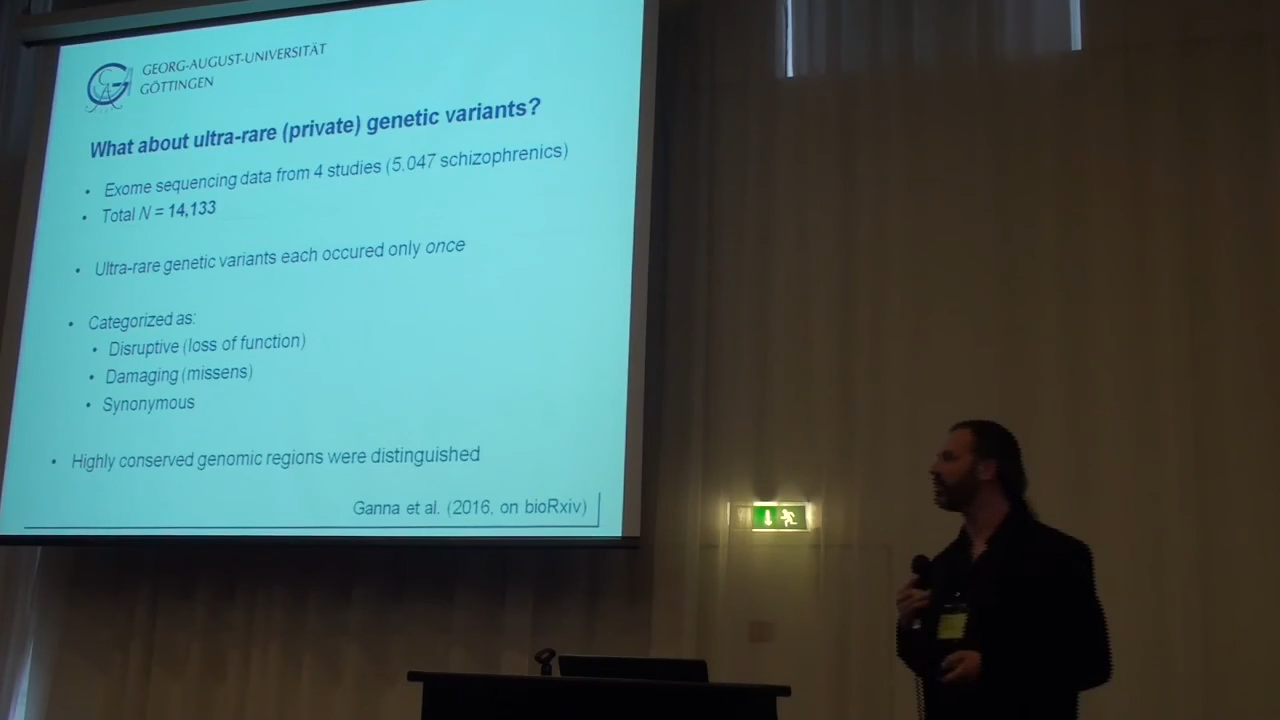 GEORG-AUGUST-UNIVERSITÄT
GÖTTINGEN
What about ultra-rare (private) genetic variants?
• Exome sequencing data from 4 studies (5.047 schizophrenics)
• Total N = 14,133
• Ultra-rare genetic variants each occured only once
• Categorized as:
• Disruptive (loss of function)
• Damaging (missens)
• Synonymous
• Highly conserved genomic regions were distinguished
Ganna et al. (2016, on bioRxiv)